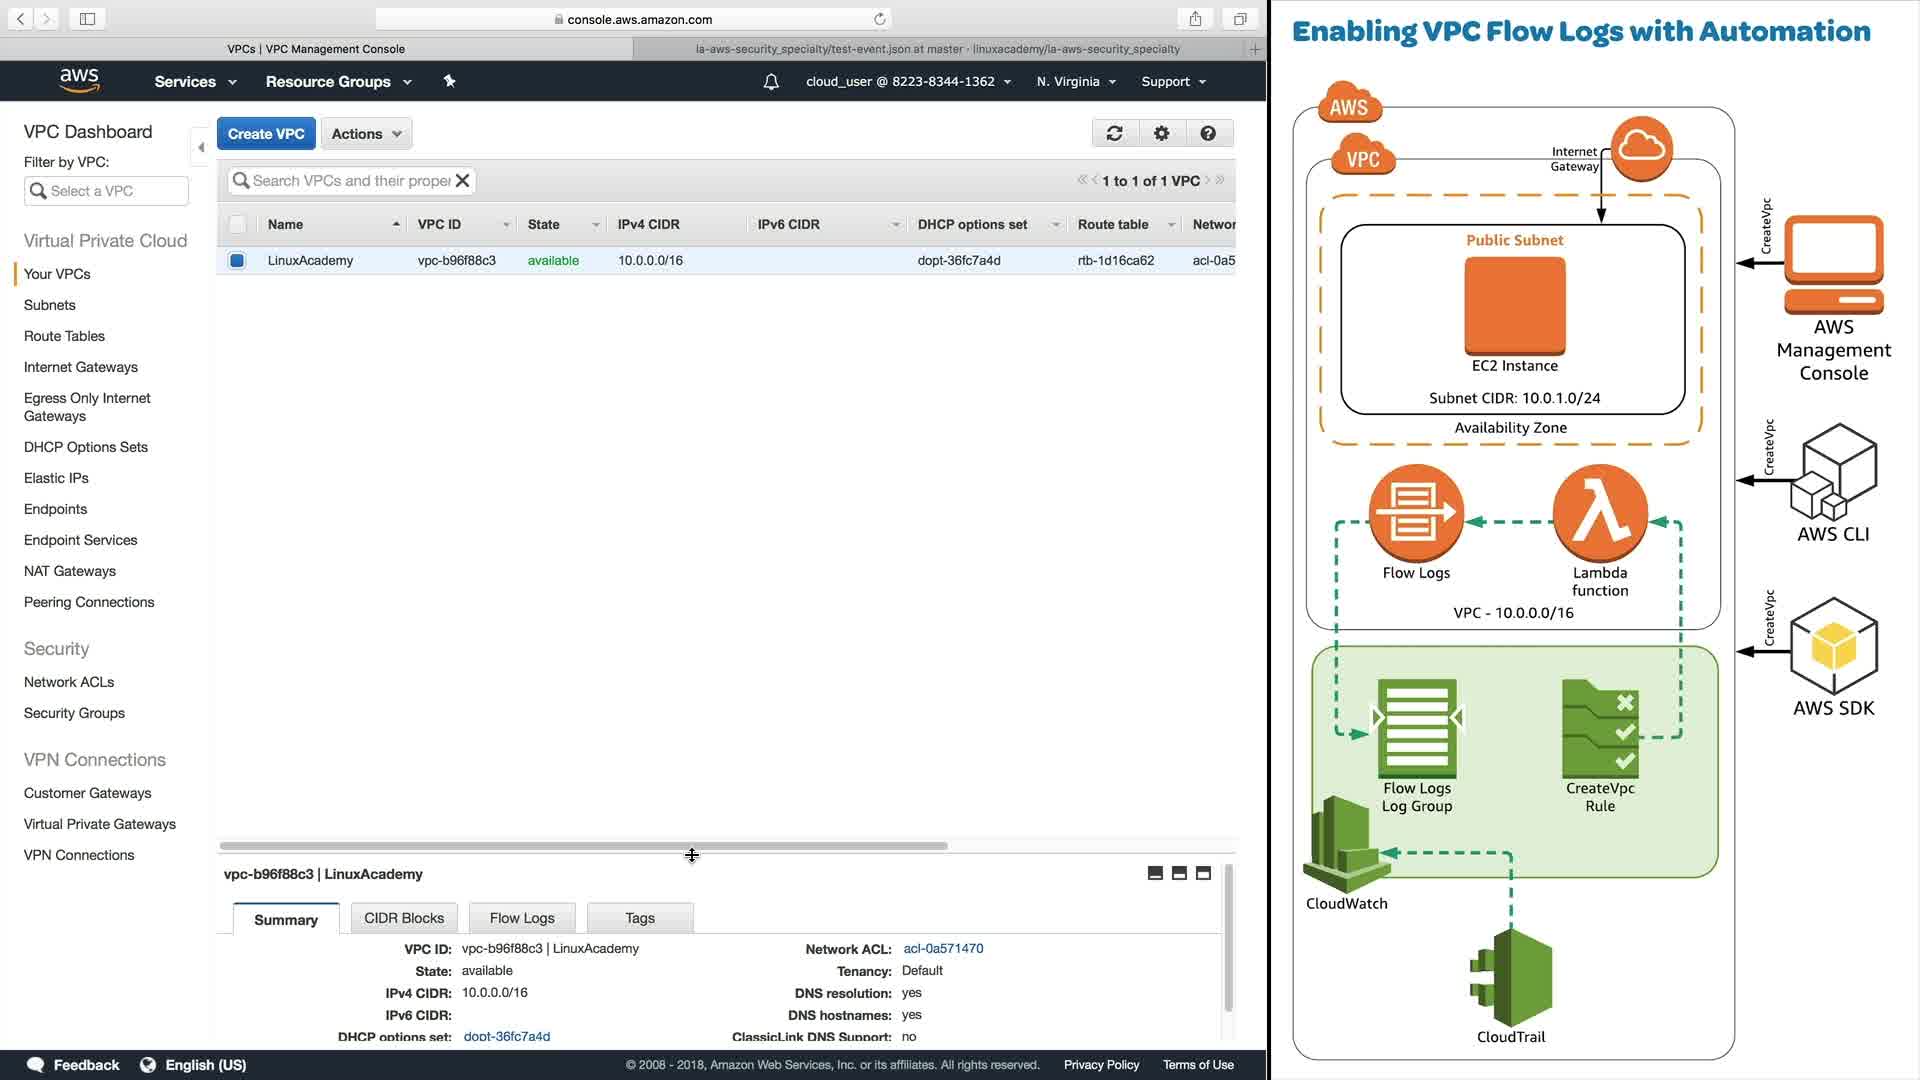 console.aws.amazon.com
VPCs | VPC Management Console
la-aws-security_specialty/test-event.json at master · linuxacademy/la-aws-security_specialty
aws
Services
Resource Groups
cloud_user @ 8223-8344-1362
N. Virginia
Support
VPC Dashboard
Filter by VPC:
Select a VPC
Virtual Private Cloud
Your VPCs
Subnets
Route Tables
Internet Gateways
Egress Only Internet
Gateways
DHCP Options Sets
Elastic IPs
Endpoints
Endpoint Services
NAT Gateways
Peering Connections
Security
Network ACLs
Security Groups
VPN Connections
Customer Gateways
Virtual Private Gateways
VPN Connections
Create VPC
Actions
Search VPCs and their proper
1 to 1 of 1 VPC
Name VPC ID State IPv4 CIDR IPv6 CIDR DHCP options set Route table Networ
LinuxAcademy vpc-b96f88c3 available 10.0.0.0/16 dopt-36fc7a4d rtb-1d16ca62 acl-0a5
vpc-b96f88c3 | LinuxAcademy
Summary
CIDR Blocks
Flow Logs
Tags
VPC ID: vpc-b96f88c3 | LinuxAcademy
State: available
IPv4 CIDR: 10.0.0.0/16
IPv6 CIDR:
DHCP options set: dopt-36fc7a4d
Network ACL: acl-0a571470
Tenancy: Default
DNS resolution: yes
DNS hostnames: yes
ClassicLink DNS Support: no
Feedback
English (US)
© 2008 - 2018, Amazon Web Services, Inc. or its affiliates. All rights reserved.
Privacy Policy
Terms of Use
Enabling VPC Flow Logs with Automation
AWS
VPC
Internet
Gateway
Public Subnet
EC2 Instance
Subnet CIDR: 10.0.1.0/24
Availability Zone
Flow Logs
Lambda
function
VPC - 10.0.0.0/16
Flow Logs
Log Group
CreateVpc
Rule
CloudWatch
CloudTrail
CreateVpc
AWS
Management
Console
CreateVpc
AWS CLI
CreateVpc
AWS SDK